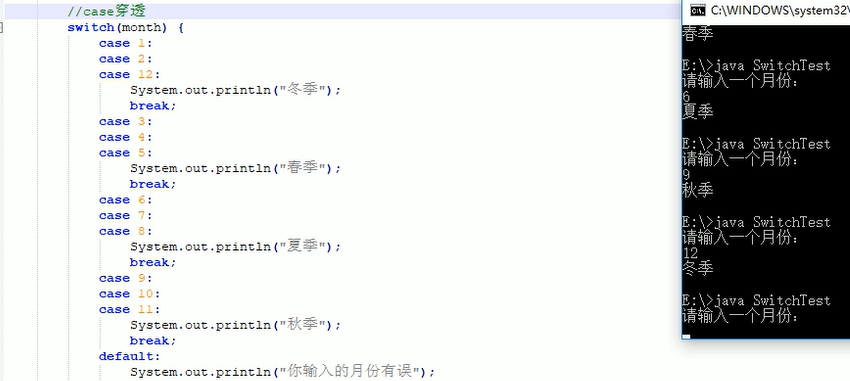 //case穿透
switch(month) {
case 1:
case 2:
case 12:
System.out.println("冬季");
break;
case 3:
case 4:
case 5:
System.out.println("春季");
break;
case 6:
case 7:
case 8:
System.out.println("夏季");
break;
case 9:
case 10:
case 11:
System.out.println("秋季");
break;
default:
System.out.println("你输入的月份有误");
C:\WINDOWS\system32\
春季
E:\>java SwitchTest
请输入一个月份:
6
夏季
E:\>java SwitchTest
请输入一个月份:
9
秋季
E:\>java SwitchTest
请输入一个月份:
12
冬季
E:\>java SwitchTest
请输入一个月份: